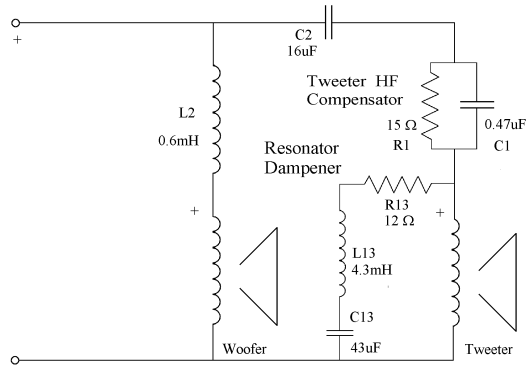 +
C2
16uF
Tweeter HF
Compensator
L2
0.6mH
15 Ω
R1
0.47uF
C1
Resonator
Dampener
R13
12 Ω
+
+
L13
4.3mH
C13
43uF
Woofer
Tweeter